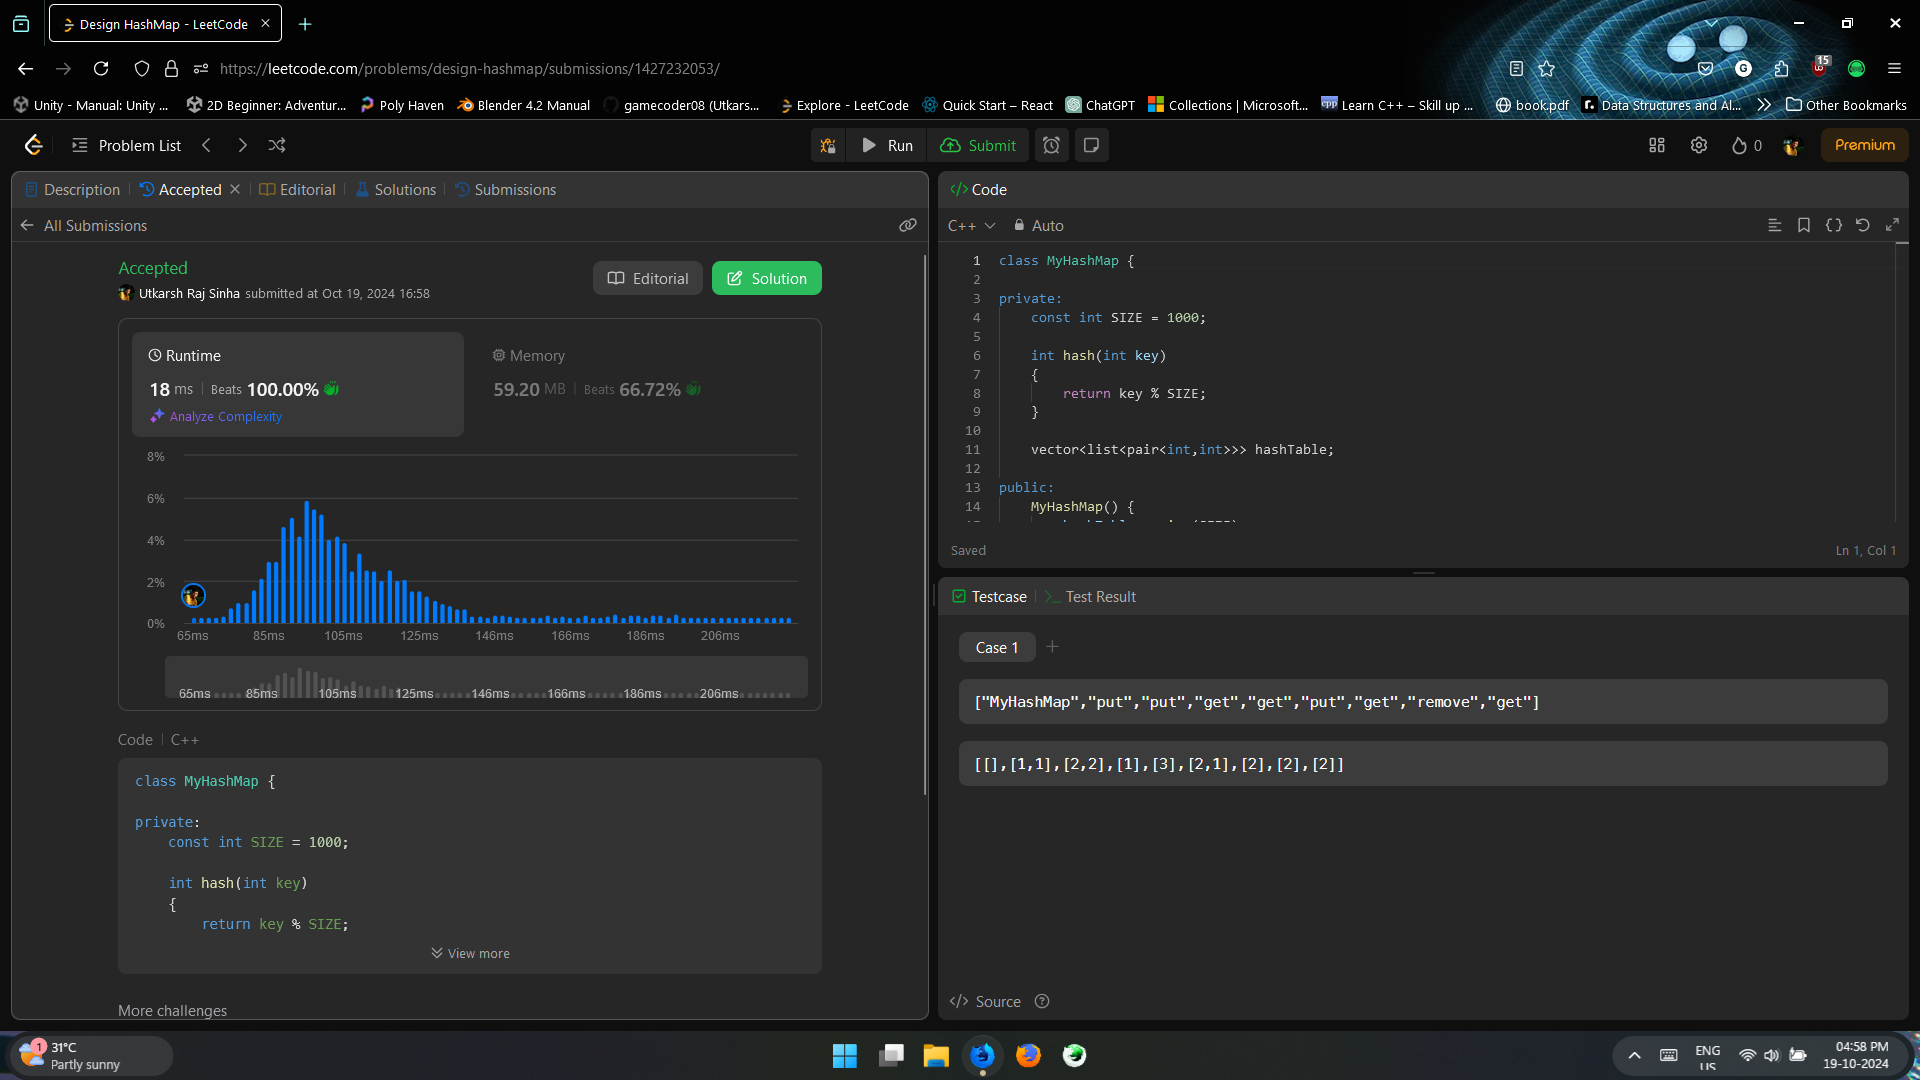 Design HashMap - LeetCode
https://leetcode.com/problems/design-hashmap/submissions/1427232053/
15
Unity - Manual: Unity ...
2D Beginner: Adventur...
Poly Haven
Blender 4.2 Manual
gamecoder08 (Utkars...
Explore - LeetCode
Quick Start – React
ChatGPT
Collections | Microsoft...
Learn C++ – Skill up ...
book.pdf
Data Structures and Al...
Other Bookmarks
Problem List
Run
Submit
0
Premium
Description
Accepted
Editorial
Solutions
Submissions
All Submissions
Accepted
Utkarsh Raj Sinha submitted at Oct 19, 2024 16:58
Editorial
Solution
Runtime
18 ms | Beats 100.00%
Analyze Complexity
Memory
59.20 MB | Beats 66.72%
8%
6%
4%
2%
0%
65ms 85ms 105ms 125ms 146ms 166ms 186ms 206ms
65ms 85ms 105ms 125ms 146ms 166ms 186ms 206ms
Code | C++
class MyHashMap {
private:
const int SIZE = 1000;
int hash(int key)
{
return key % SIZE;
View more
More challenges
Code
C++
Auto
1 class MyHashMap {
2
3 private:
4 const int SIZE = 1000;
5
6 int hash(int key)
7 {
8 return key % SIZE;
9 }
10
11 vector<list<pair<int,int>>> hashTable;
12
13 public:
14 MyHashMap() {
Saved
Ln 1, Col 1
Testcase
Test Result
Case 1
["MyHashMap","put","put","get","get","put","get","remove","get"]
[[],[1,1],[2,2],[1],[3],[2,1],[2],[2],[2]]
Source
1
31°C
Partly sunny
ENG
US
04:58 PM
19-10-2024